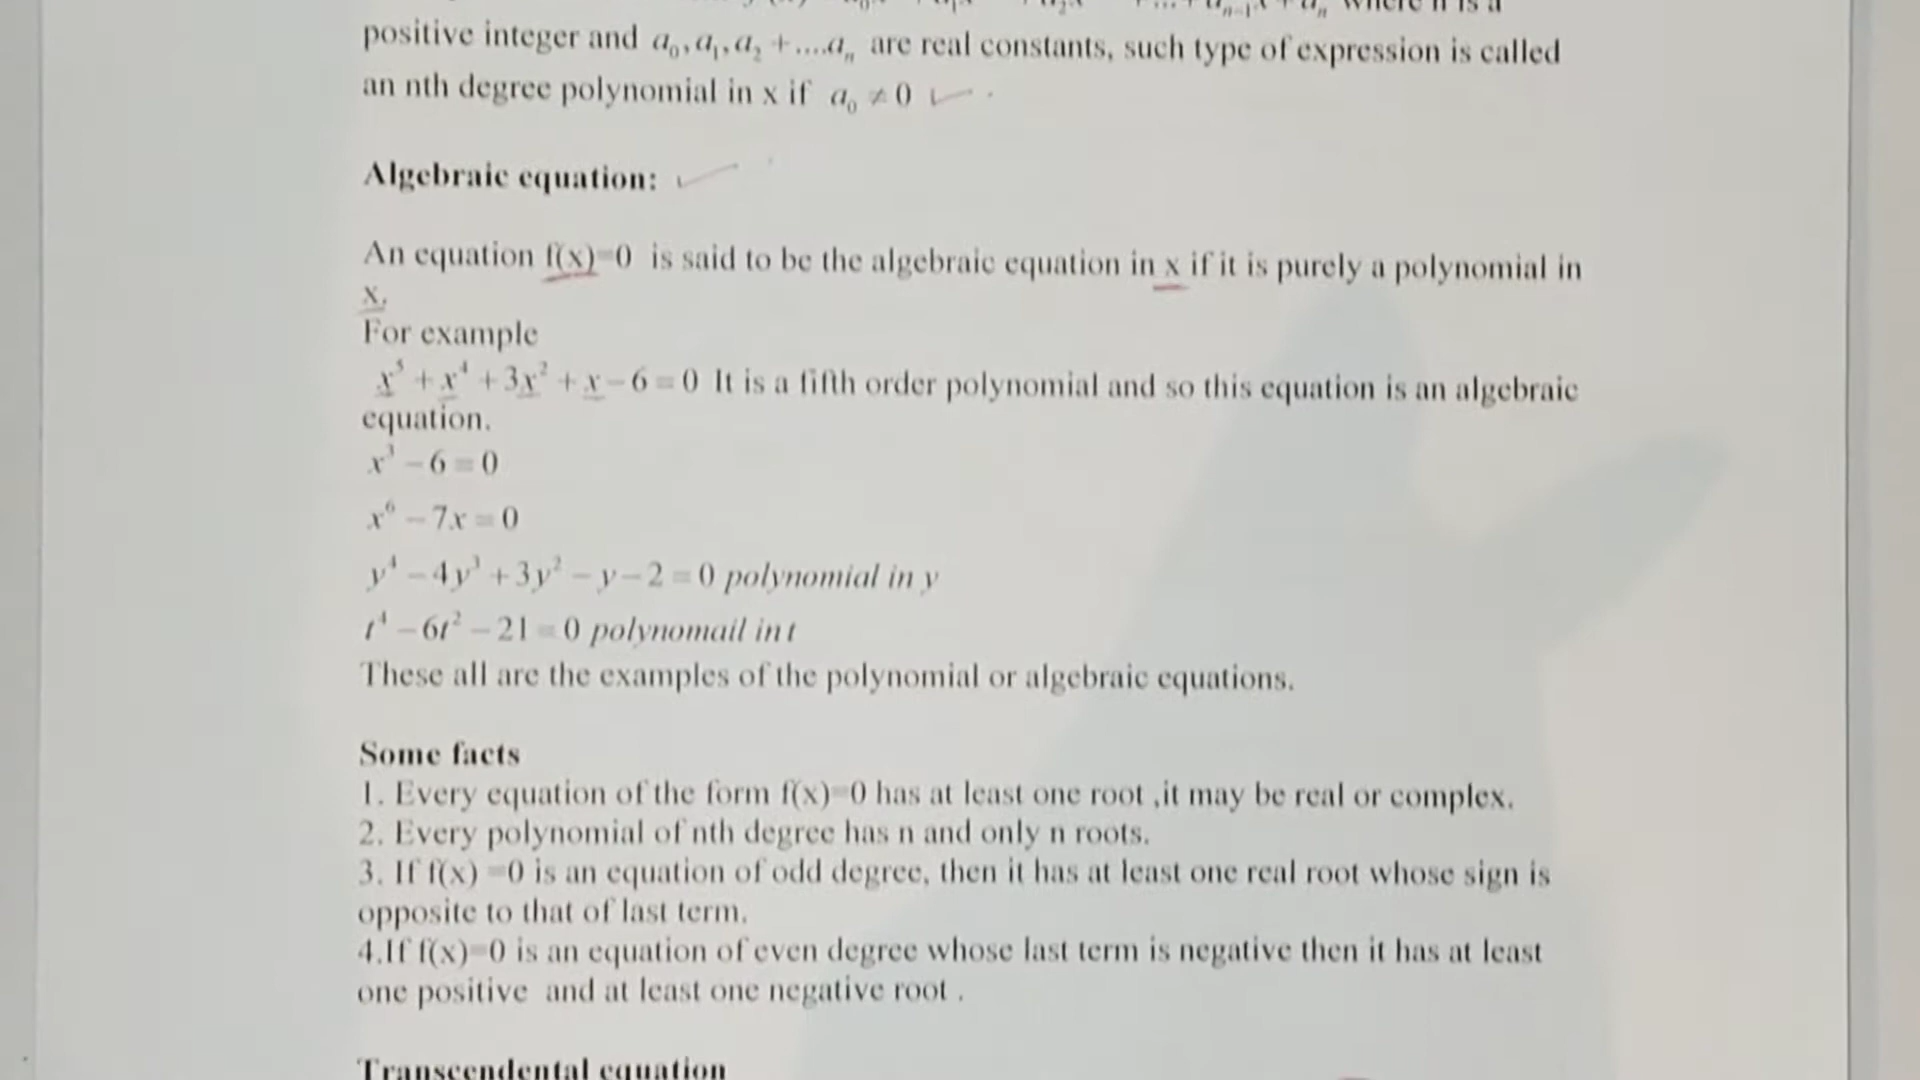 positive integer and a₀, a₁, a₂ + ....aₙ are real constants, such type of expression is called
an nth degree polynomial in x if a₀ ≠ 0
Algebraic equation:
An equation f(x)=0 is said to be the algebraic equation in x if it is purely a polynomial in
x.
For example
x⁵ + x⁴ + 3x² + x − 6 = 0 It is a fifth order polynomial and so this equation is an algebraic
equation.
x³ − 6 = 0
x⁶ − 7x = 0
y⁴ − 4y³ + 3y² − y − 2 = 0 polynomial in y
t⁴ − 6t² − 21 = 0 polynomail in t
These all are the examples of the polynomial or algebraic equations.
Some facts
1. Every equation of the form f(x)=0 has at least one root ,it may be real or complex.
2. Every polynomial of nth degree has n and only n roots.
3. If f(x) =0 is an equation of odd degree, then it has at least one real root whose sign is
opposite to that of last term.
4.If f(x)=0 is an equation of even degree whose last term is negative then it has at least
one positive and at least one negative root .
Transcendental equation